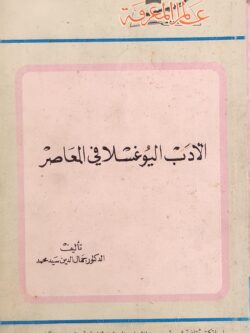 عالم المعرفة
الأدب اليوغسلافي المعاصر
تأليف
الدكتور جمال الدين سيد محمد